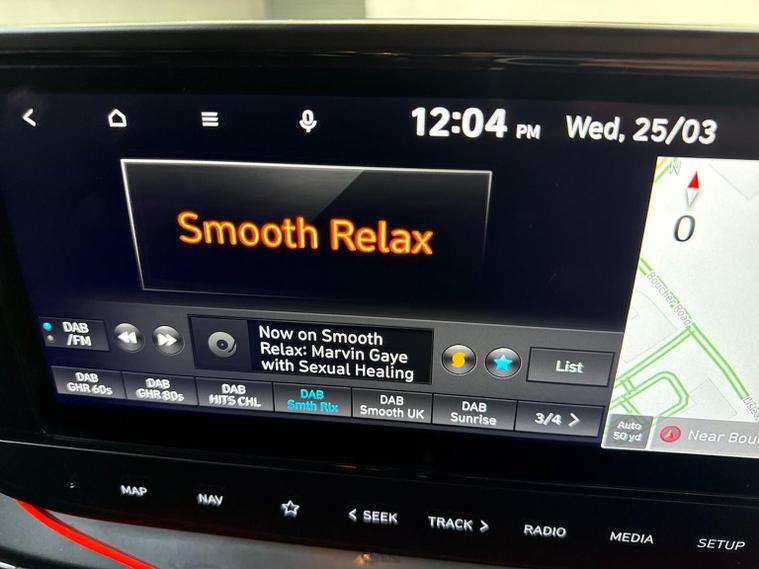 12:04 PM Wed, 25/03
N
0
Smooth Relax
Boucher Road
DAB
/FM
Now on Smooth
Relax: Marvin Gaye
with Sexual Healing
List
DAB
GHR 60s
DAB
GHR 80s
DAB
HITS CHL
DAB
Smth Rlx
DAB
Smooth UK
DAB
Sunrise
3/4 >
Auto
50 yd
MAP
NAV
< SEEK
TRACK >
RADIO
MEDIA
SETUP